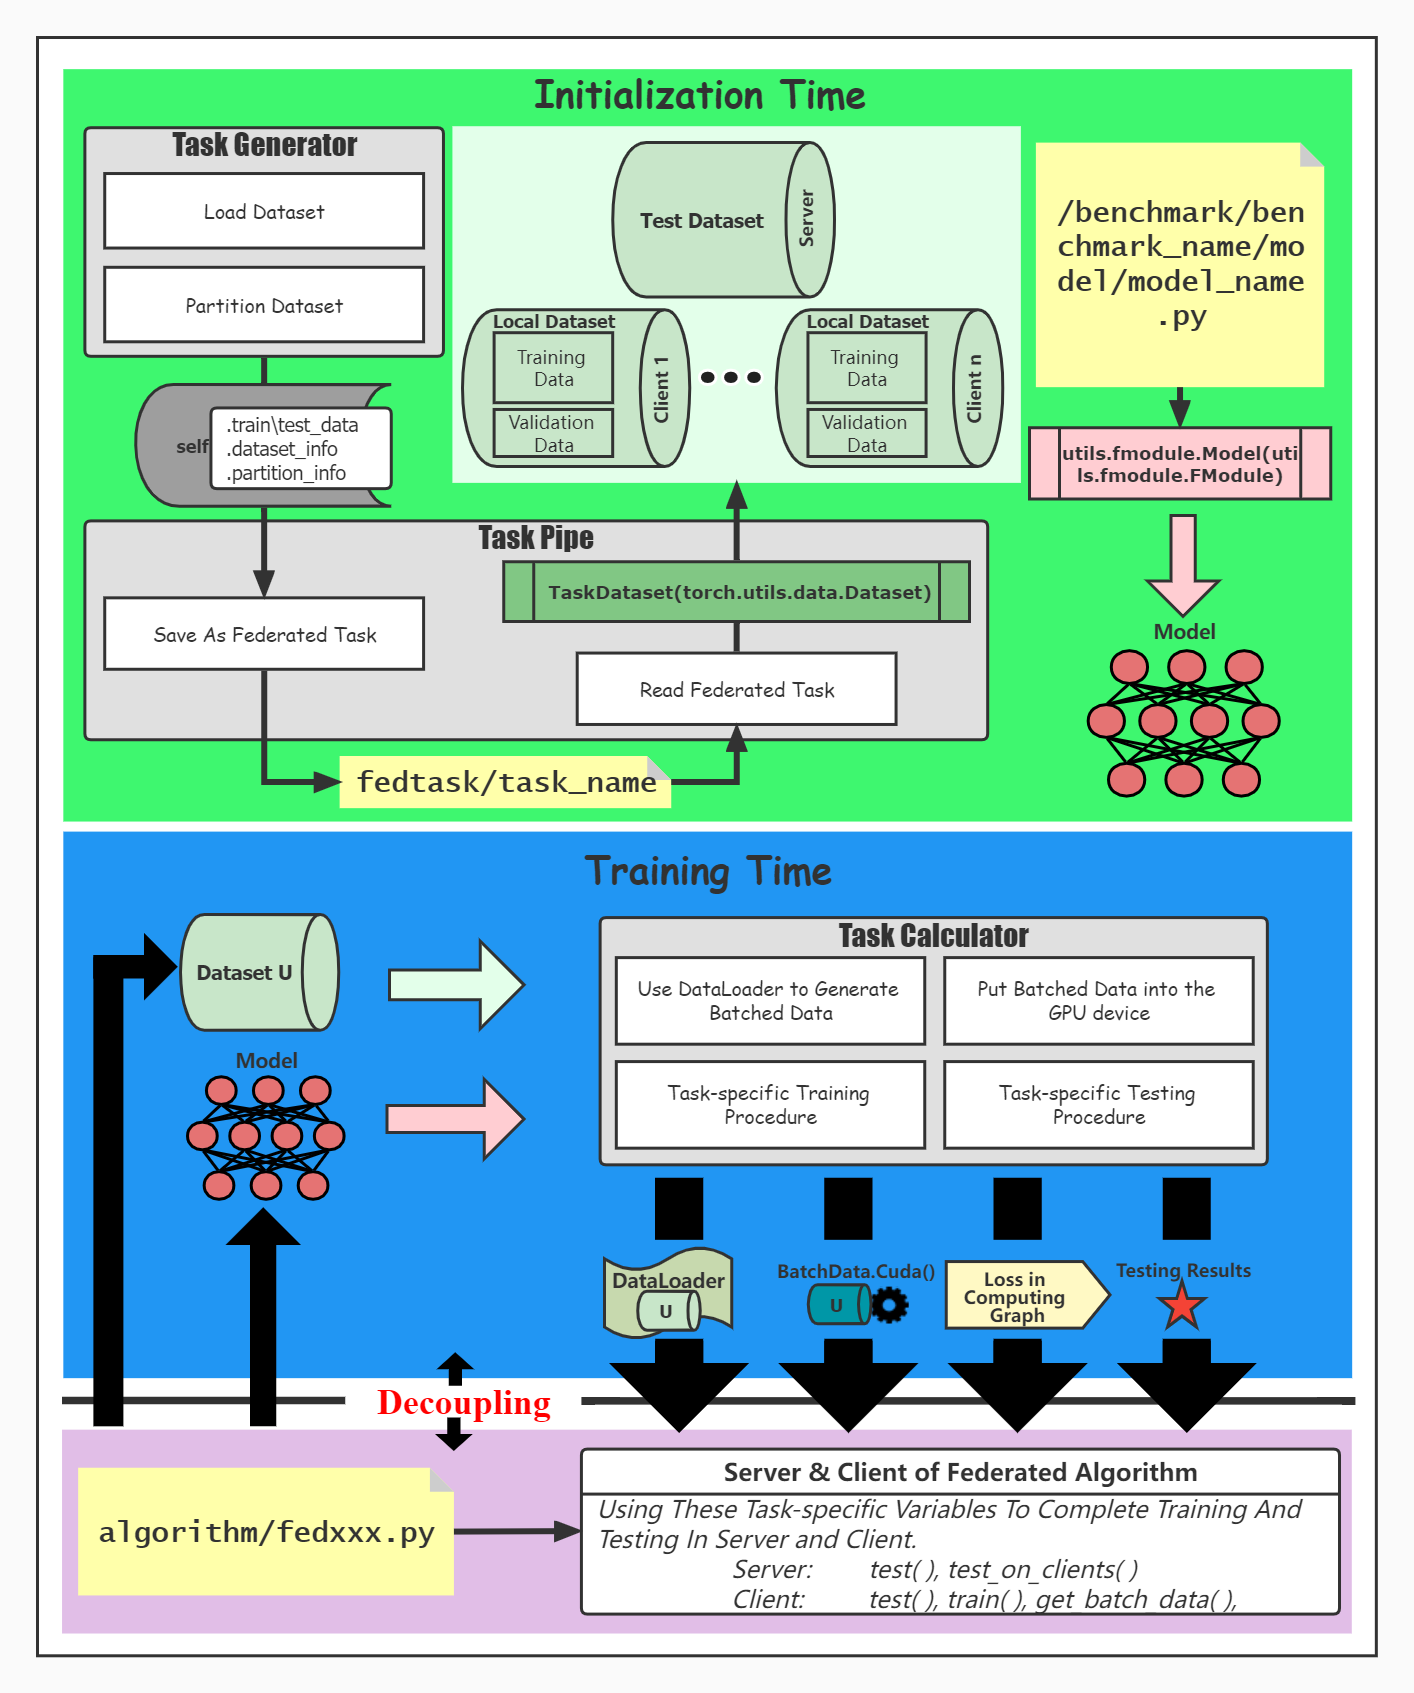 Initialization Time
Task Generator
Load Dataset
Partition Dataset
self
.train\test_data
.dataset_info
.partition_info
Test Dataset
Server
Local Dataset
Training
Data
Validation
Data
Client 1
Local Dataset
Training
Data
Validation
Data
Client n
/benchmark/ben
chmark_name/mo
del/model_name
.py
utils.fmodule.Model(uti
ls.fmodule.FModule)
Model
Task Pipe
TaskDataset(torch.utils.data.Dataset)
Save As Federated Task
Read Federated Task
fedtask/task_name
Training Time
Dataset U
Model
Task Calculator
Use DataLoader to Generate
Batched Data
Put Batched Data into the
GPU device
Task-specific Training
Procedure
Task-specific Testing
Procedure
DataLoader
U
BatchData.Cuda()
U
Loss in
Computing
Graph
Testing Results
Decoupling
algorithm/fedxxx.py
Server & Client of Federated Algorithm
Using These Task-specific Variables To Complete Training And
Testing In Server and Client.
Server: test( ), test_on_clients( )
Client: test( ), train( ), get_batch_data( ),